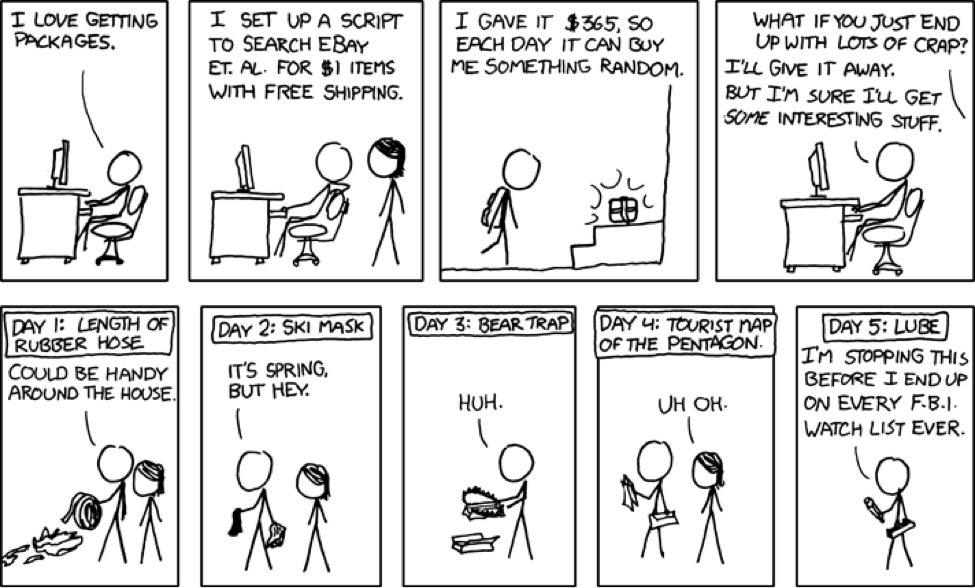 I LOVE GETTING
PACKAGES.
I SET UP A SCRIPT
TO SEARCH EBAY
ET. AL. FOR $1 ITEMS
WITH FREE SHIPPING.
I GAVE IT $365, SO
EACH DAY IT CAN BUY
ME SOMETHING RANDOM.
WHAT IF YOU JUST END
UP WITH LOTS OF CRAP?
I'LL GIVE IT AWAY.
BUT I'M SURE I'LL GET
SOME INTERESTING STUFF.
DAY 1: LENGTH OF
RUBBER HOSE
COULD BE HANDY
AROUND THE HOUSE.
DAY 2: SKI MASK
IT'S SPRING,
BUT HEY.
DAY 3: BEAR TRAP
HUH.
DAY 4: TOURIST MAP
OF THE PENTAGON.
UH OH.
DAY 5: LUBE
I'M STOPPING THIS
BEFORE I END UP
ON EVERY F.B.I.
WATCH LIST EVER.